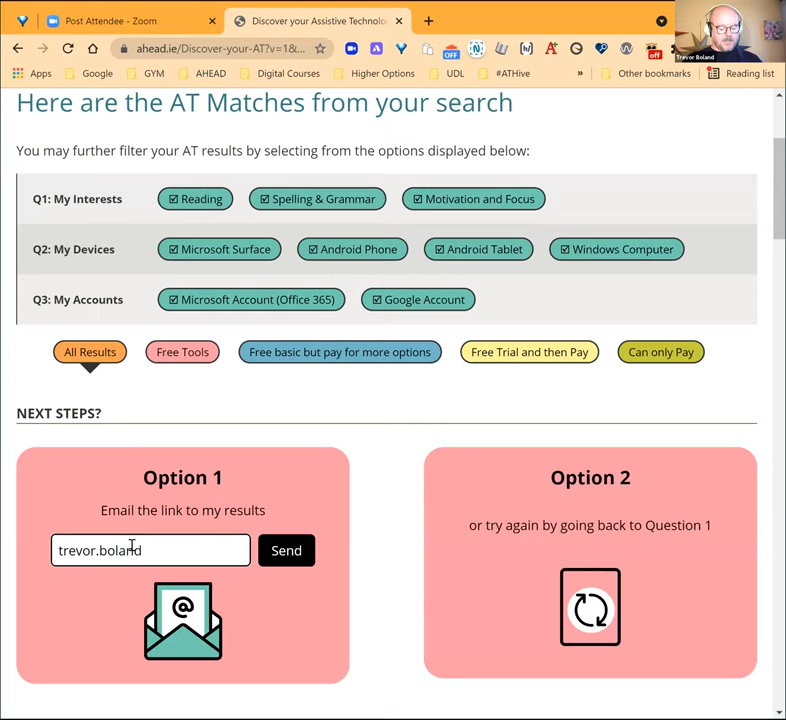 Post Attendee - Zoom
Discover your Assistive Technolo
ahead.ie/Discover-your-AT?v=1&...
OFF
off
Trevor Boland
Apps Google GYM AHEAD Digital Courses Higher Options UDL #ATHive » Other bookmarks Reading list
Here are the AT Matches from your search
You may further filter your AT results by selecting from the options displayed below:
Q1: My Interests Reading Spelling & Grammar Motivation and Focus
Q2: My Devices Microsoft Surface Android Phone Android Tablet Windows Computer
Q3: My Accounts Microsoft Account (Office 365) Google Account
All Results Free Tools Free basic but pay for more options Free Trial and then Pay Can only Pay
NEXT STEPS?
Option 1
Email the link to my results
trevor.boland Send
@
Option 2
or try again by going back to Question 1